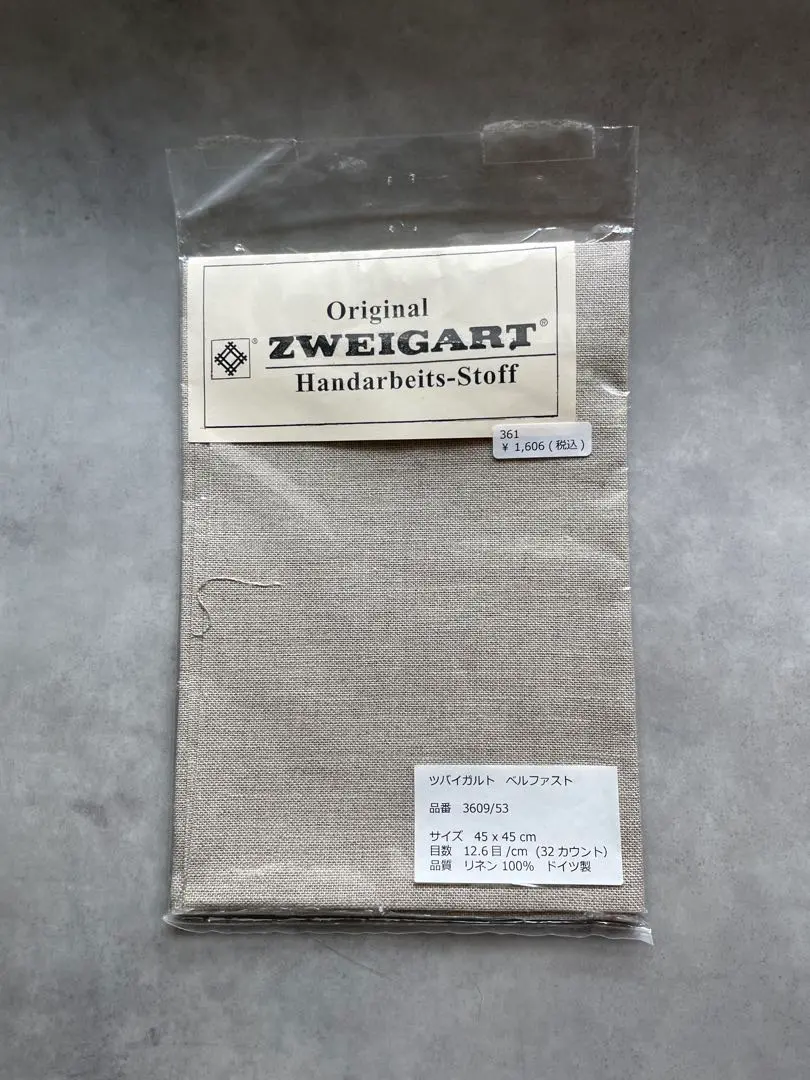 Original
® ZWEIGART®
Handarbeits-Stoff
361
¥ 1,606 (税込)
ツバイガルト ベルファスト
品番 3609/53
サイズ 45 x 45 cm
目数 12.6目/cm (32カウント)
品質 リネン 100% ドイツ製